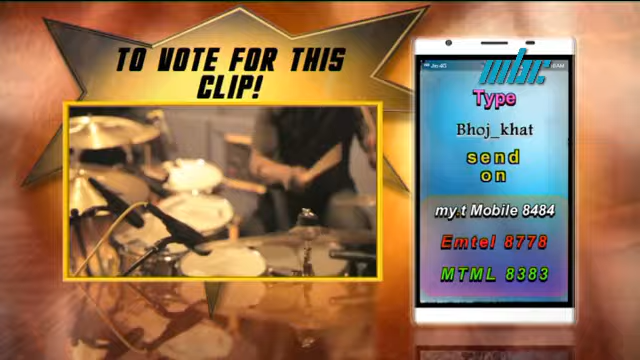 TO VOTE FOR THIS
CLIP!
mbc
Type
Bhoj_khat
send
on
my.t Mobile 8484
Emtel 8778
MTML 8383